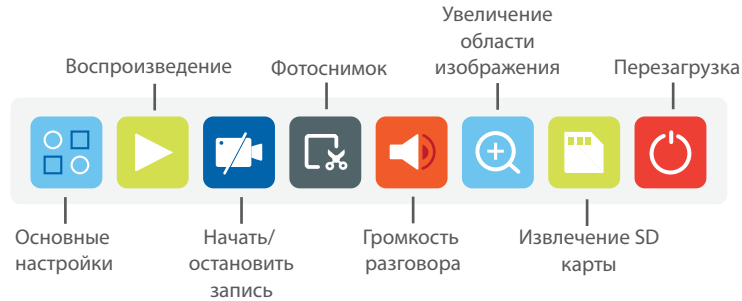 Воспроизведение
Фотоснимок
Увеличение
области
изображения
Перезагрузка
Основные
настройки
Начать/
остановить
запись
Громкость
разговора
Извлечение SD
карты